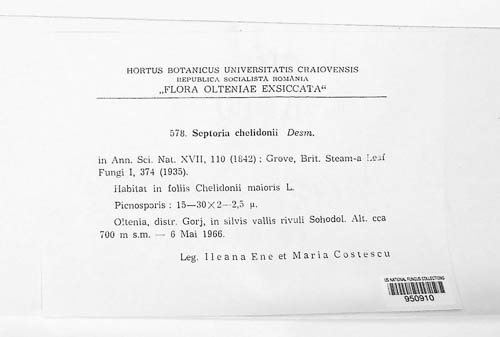 HORTUS BOTANICUS UNIVERSITATIS CRAIOVENSIS
REPUBLICA SOCIALISTA ROMÂNIA
„FLORA OLTENIAE EXSICCATA“
578. Septoria chelidonii Desm.
in Ann. Sci. Nat. XVII, 110 (1842) ; Grove, Brit. Steam-a Leaf
Fungi I, 374 (1935).
Habitat in foliis Chelidonii maioris L.
Picnosporis : 15—30×2—2,5 µ.
Oltenia, distr. Gorj, in silvis vallis rivuli Sohodol. Alt. cca
700 m s.m. — 6 Mai 1966.
Leg. Ileana Ene et Maria Costescu
US NATIONAL FUNGUS COLLECTIONS
950910